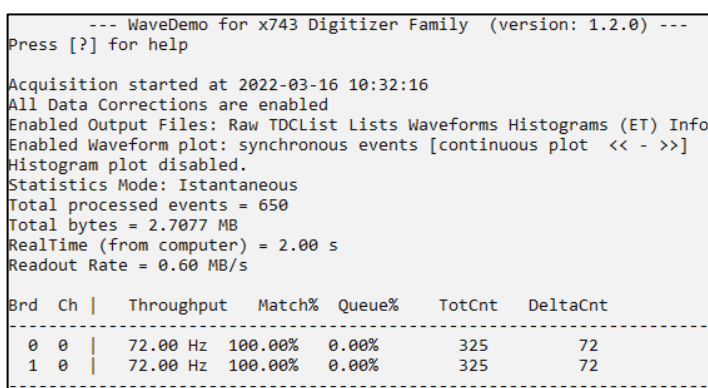 --- WaveDemo for x743 Digitizer Family (version: 1.2.0) ---
Press [?] for help
Acquisition started at 2022-03-16 10:32:16
All Data Corrections are enabled
Enabled Output Files: Raw TDCList Lists Waveforms Histograms (ET) Info
Enabled Waveform plot: synchronous events [continuous plot << - >>]
Histogram plot disabled.
Statistics Mode: Istantaneous
Total processed events = 650
Total bytes = 2.7077 MB
RealTime (from computer) = 2.00 s
Readout Rate = 0.60 MB/s
Brd Ch | Throughput Match% Queue% TotCnt DeltaCnt
--------------------------------------------------------------------
0 0 | 72.00 Hz 100.00% 0.00% 325 72
1 0 | 72.00 Hz 100.00% 0.00% 325 72
--------------------------------------------------------------------